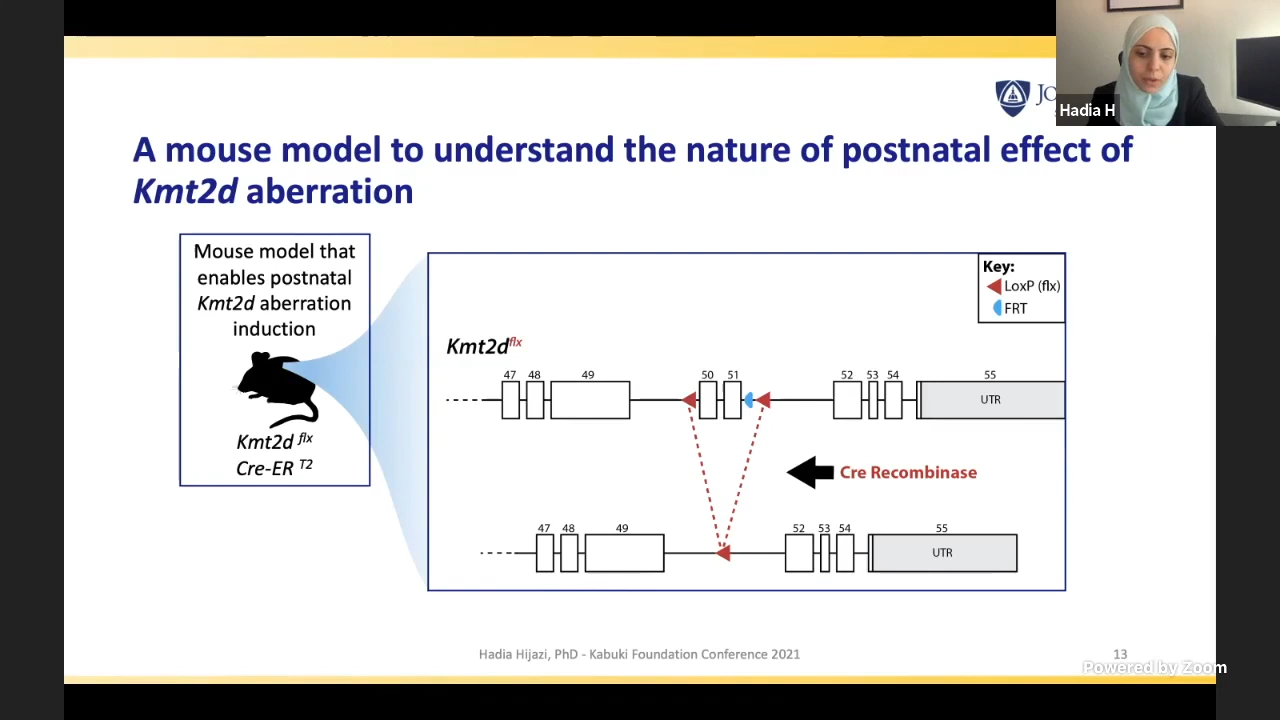 Hadia H
A mouse model to understand the nature of postnatal effect of
Kmt2d aberration
Mouse model that
enables postnatal
Kmt2d aberration
induction
Kmt2d flx
Cre-ER T2
Key:
LoxP (flx)
FRT
Kmt2dflx
47 48 49 50 51 52 53 54 55
UTR
Cre Recombinase
47 48 49 52 53 54 55
UTR
Hadia Hijazi, PhD - Kabuki Foundation Conference 2021
13
Powered by Zoom